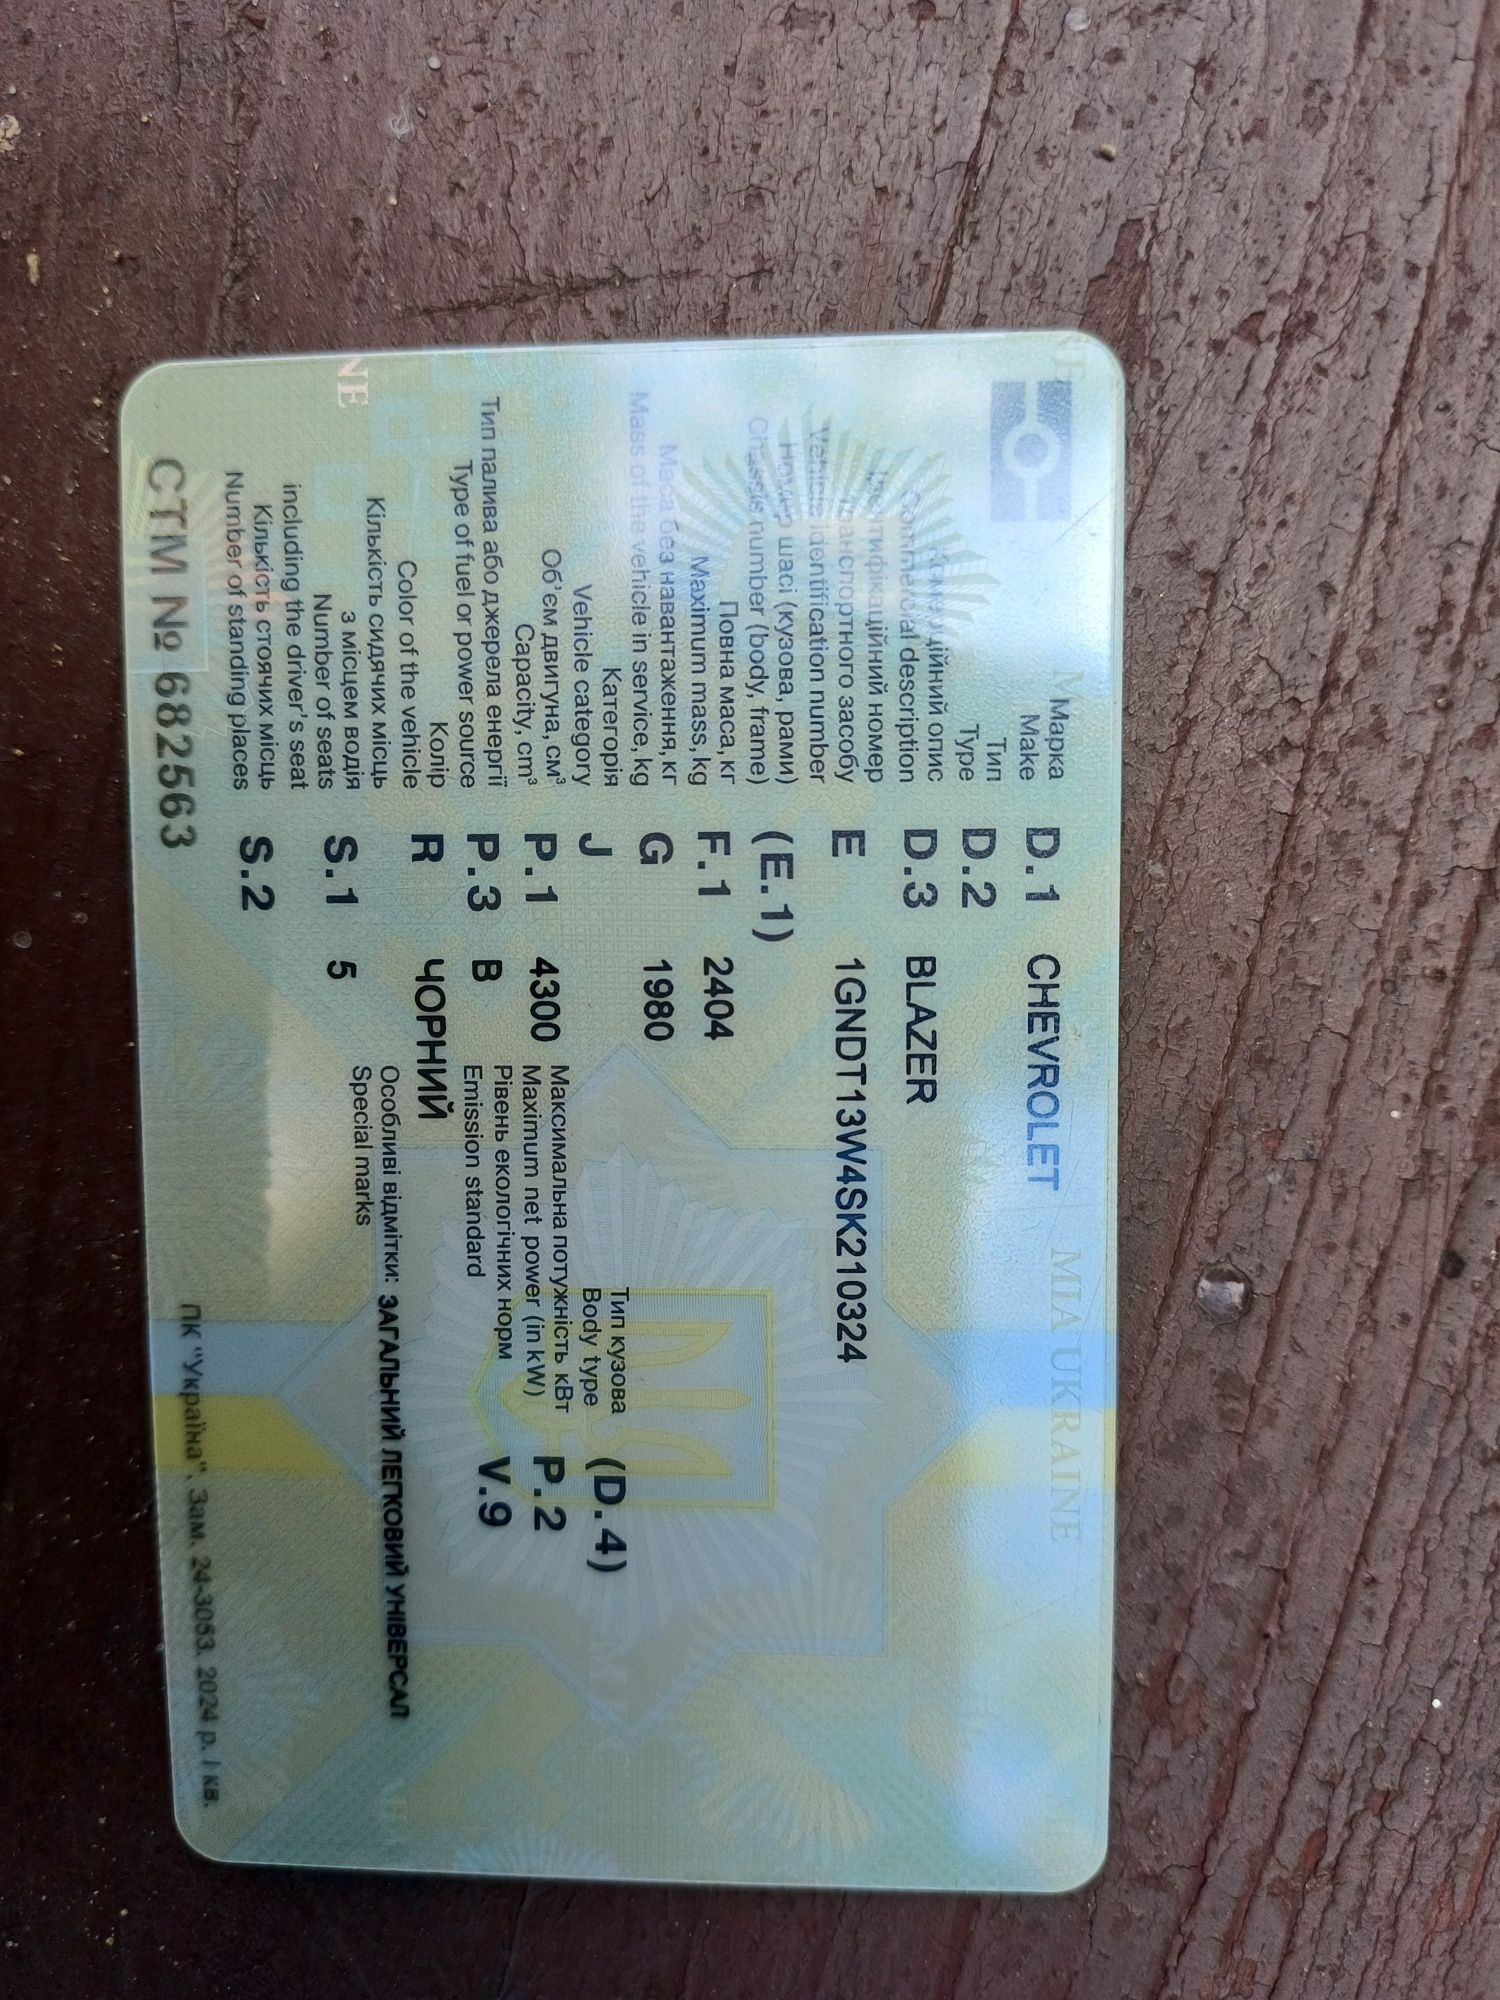 MIA UKRAINE
Марка
Make D.1 CHEVROLET
Тип
Type D.2
Комерційний опис
Commercial description D.3 BLAZER
Ідентифікаційний номер
транспортного засобу E 1GNDT13W4SK210324
Vehicle identification number
Номер шасі (кузова, рами)
Chassis number (body, frame) (E.1)
Повна маса, кг
Maximum mass, kg F.1 2404
Маса без навантаження, кг
Mass of the vehicle in service, kg G 1980
Категорія Тип кузова
Vehicle category J Body type (D.4)
Об'єм двигуна, см³ Максимальна потужність кВт
Capacity, cm³ P.1 4300 Maximum net power (in kW) P.2
Тип палива або джерела енергії Рівень екологічних норм
Type of fuel or power source P.3 B Emission standard V.9
Колір
Color of the vehicle R ЧОРНИЙ
Кількість сидячих місць Особливі відмітки: ЗАГАЛЬНИЙ ЛЕГКОВИЙ УНІВЕРСАЛ
з місцем водія Special marks
Number of seats S.1 5
including the driver's seat
Кількість стоячих місць
Number of standing places S.2
СТМ № 682563
ПК "Україна". Зам. 24-3053. 2024 р. І кв.